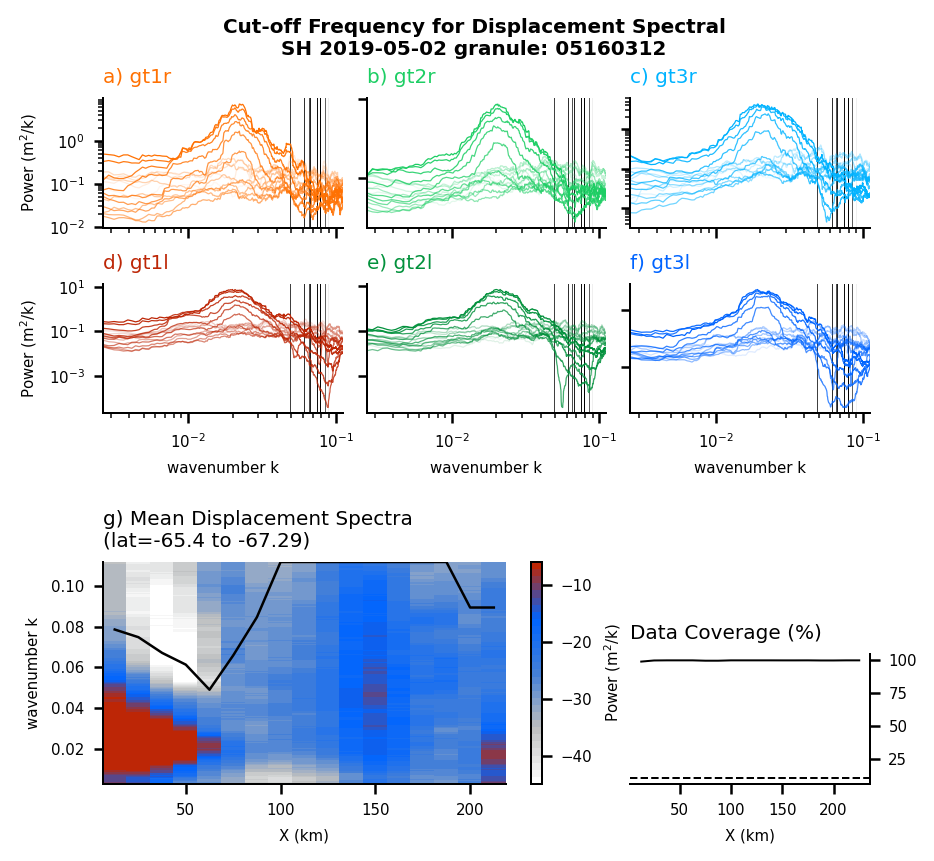 Cut-off Frequency for Displacement Spectral
SH 2019-05-02 granule: 05160312
a) gt1r
b) gt2r
c) gt3r
Power (m²/k)
10⁰
10⁻¹
10⁻²
d) gt1l
e) gt2l
f) gt3l
Power (m²/k)
10¹
10⁻¹
10⁻³
10⁻² 10⁻¹
10⁻² 10⁻¹
10⁻² 10⁻¹
wavenumber k
wavenumber k
wavenumber k
g) Mean Displacement Spectra
(lat=-65.4 to -67.29)
wavenumber k
0.10
0.08
0.06
0.04
0.02
50 100 150 200
X (km)
−10
−20
−30
−40
Power (m²/k)
Data Coverage (%)
100
75
50
25
50 100 150 200
X (km)